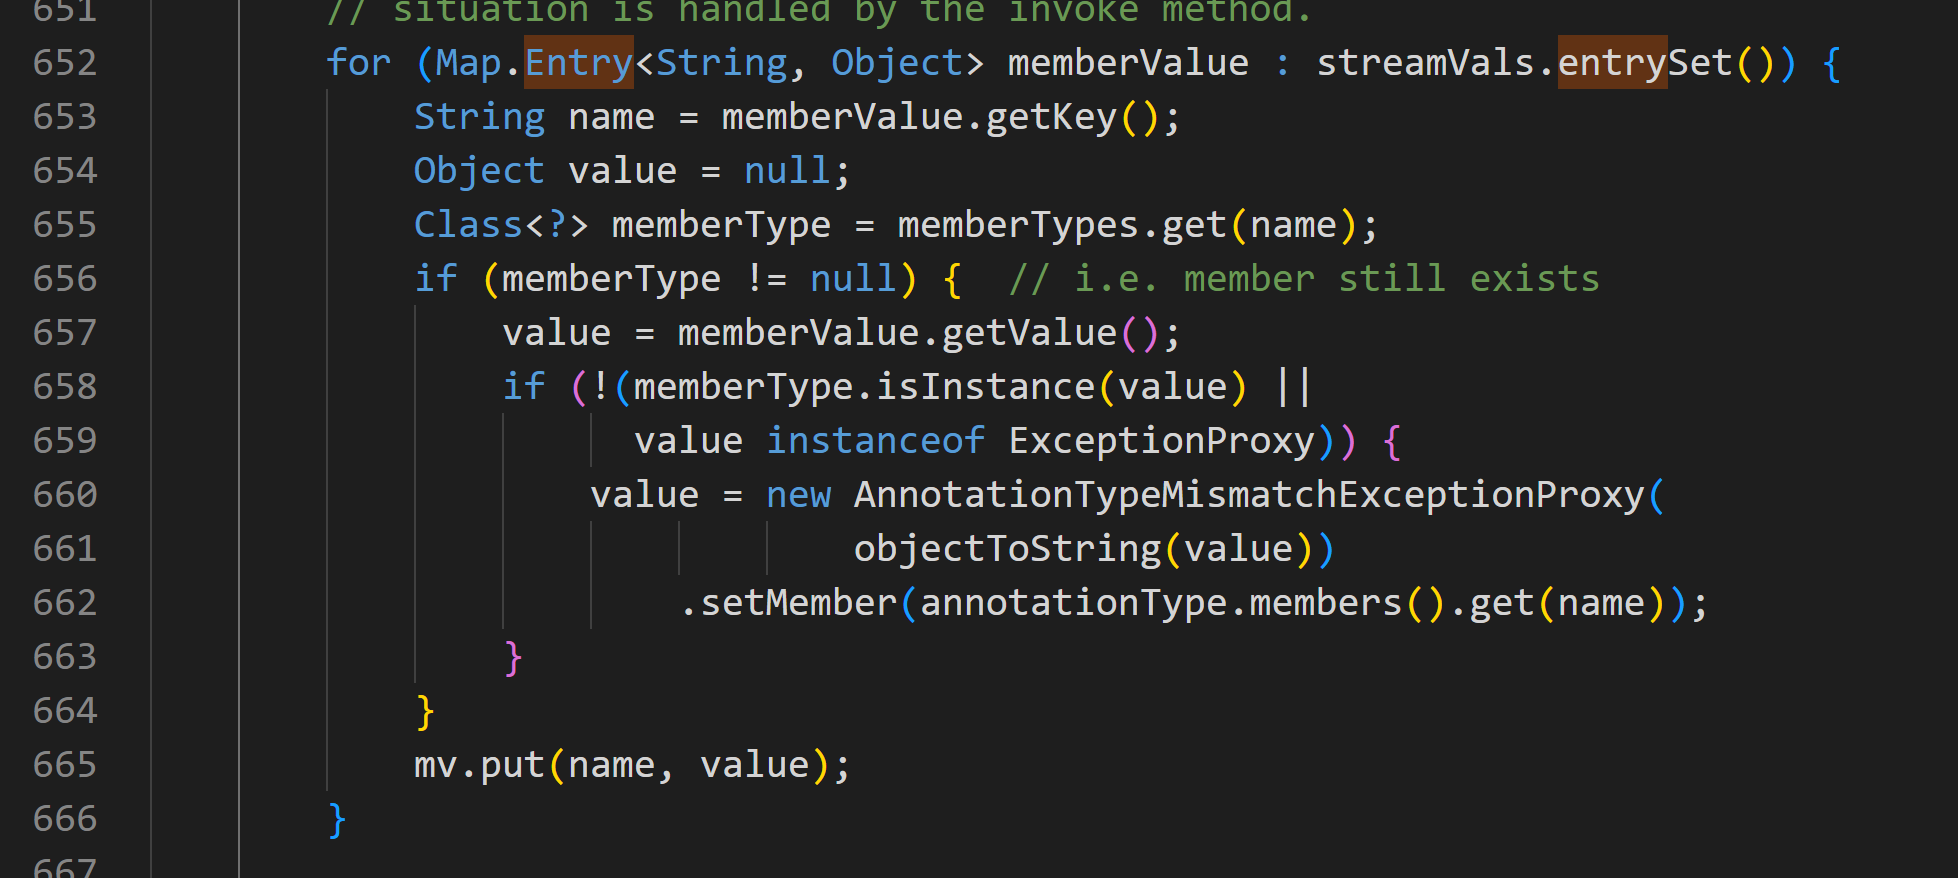 651 // situation is handled by the invoke method.
652 for (Map.Entry<String, Object> memberValue : streamVals.entrySet()) {
653 String name = memberValue.getKey();
654 Object value = null;
655 Class<?> memberType = memberTypes.get(name);
656 if (memberType != null) {  // i.e. member still exists
657 value = memberValue.getValue();
658 if (!(memberType.isInstance(value) ||
659 value instanceof ExceptionProxy)) {
660 value = new AnnotationTypeMismatchExceptionProxy(
661 objectToString(value))
662 .setMember(annotationType.members().get(name));
663 }
664 }
665 mv.put(name, value);
666 }
667